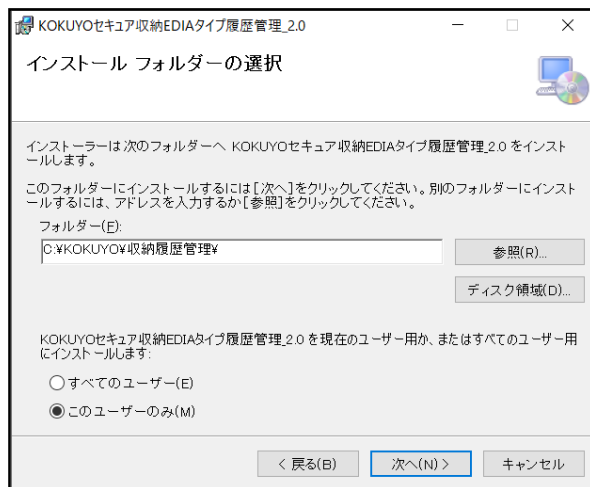 KOKUYOセキュア収納EDIAタイプ履歴管理_2.0
インストール フォルダーの選択
インストーラーは次のフォルダーへ KOKUYOセキュア収納EDIAタイプ履歴管理_2.0 をインスト
ールします。
このフォルダーにインストールするには[次へ]をクリックしてください。別のフォルダーにインスト
ールするには、アドレスを入力するか[参照]をクリックしてください。
フォルダー(F):
C:¥KOKUYO¥収納履歴管理¥
参照(R)...
ディスク領域(D)...
KOKUYOセキュア収納EDIAタイプ履歴管理_2.0 を現在のユーザー用か、またはすべてのユーザー用
にインストールします:
すべてのユーザー(E)
このユーザーのみ(M)
< 戻る(B)
次へ(N) >
キャンセル